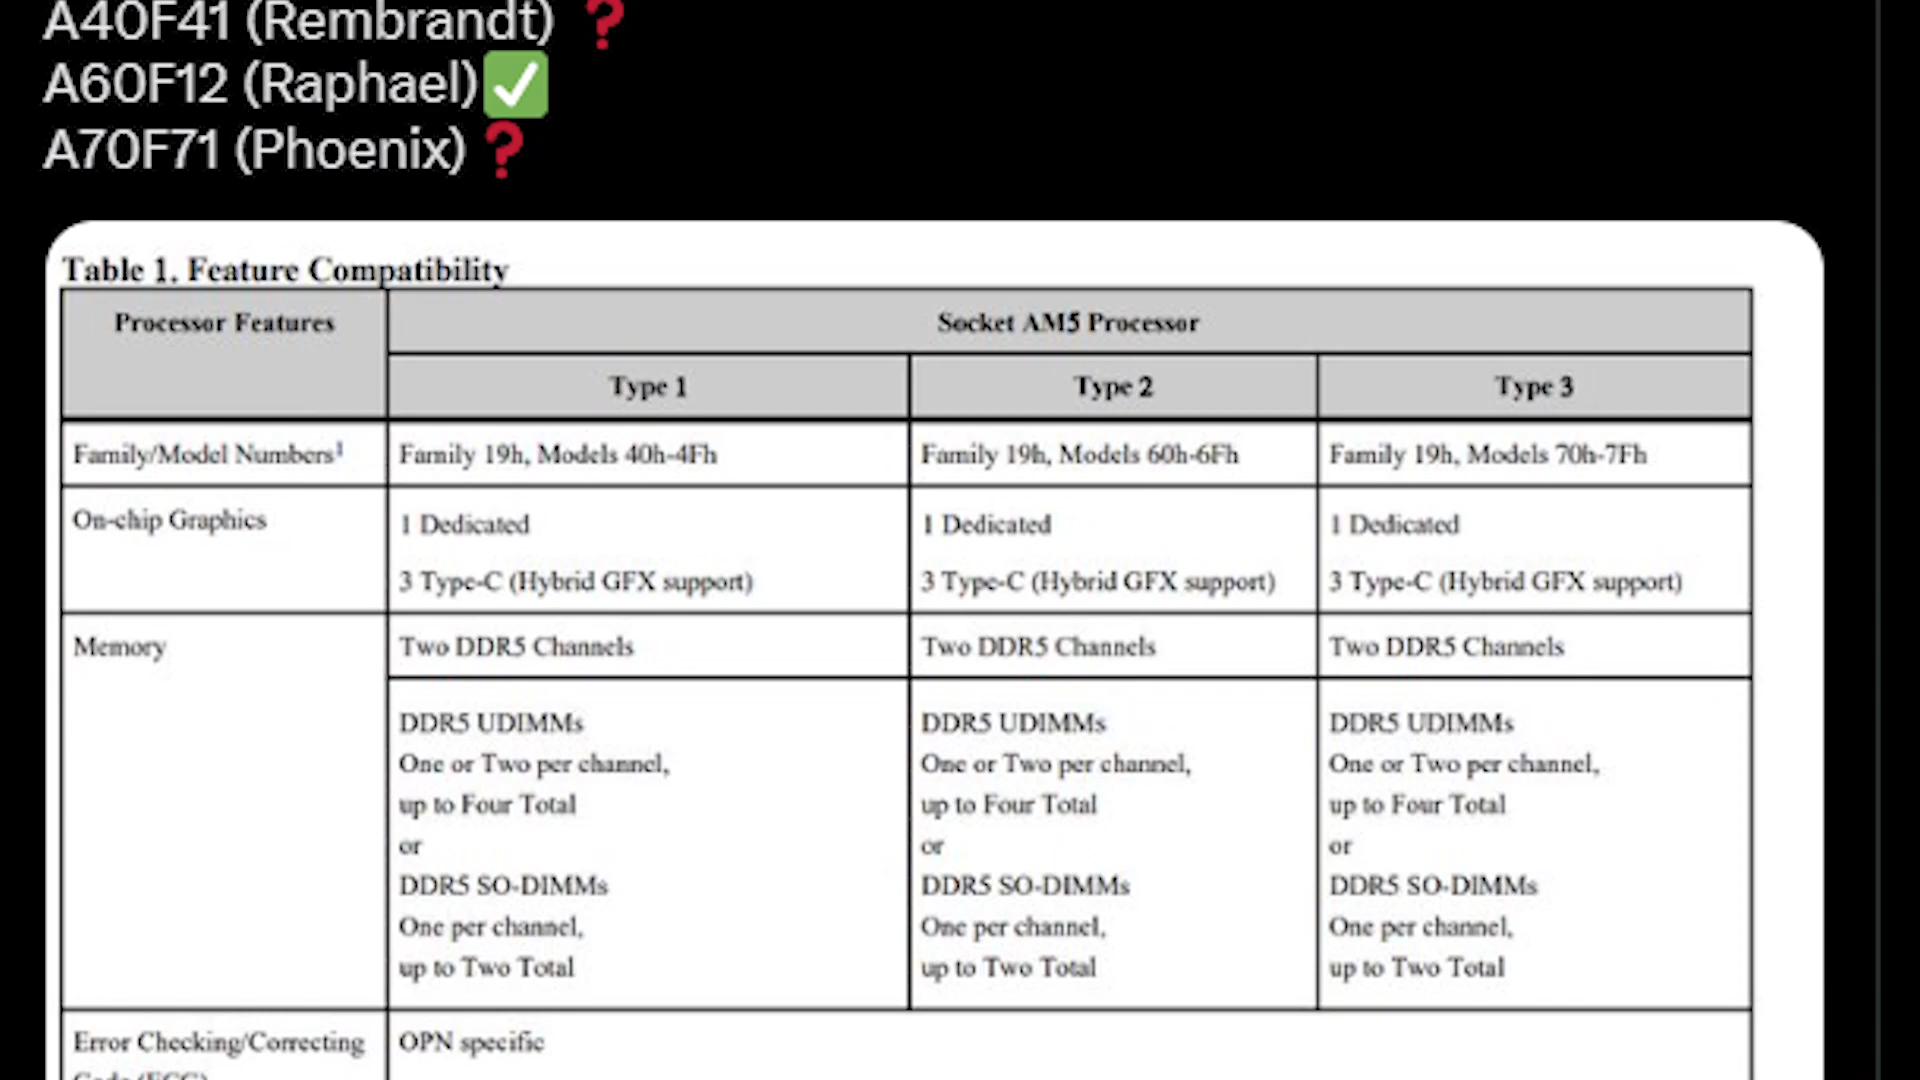 A40F41 (Rembrandt) ❓
A60F12 (Raphael) ✅
A70F71 (Phoenix) ❓
Table 1. Feature Compatibility
Processor Features
Socket AM5 Processor
Type 1
Type 2
Type 3
Family/Model Numbers¹
Family 19h, Models 40h-4Fh
Family 19h, Models 60h-6Fh
Family 19h, Models 70h-7Fh
On-chip Graphics
1 Dedicated
3 Type-C (Hybrid GFX support)
1 Dedicated
3 Type-C (Hybrid GFX support)
1 Dedicated
3 Type-C (Hybrid GFX support)
Memory
Two DDR5 Channels
Two DDR5 Channels
Two DDR5 Channels
DDR5 UDIMMs
One or Two per channel,
up to Four Total
or
DDR5 SO-DIMMs
One per channel,
up to Two Total
DDR5 UDIMMs
One or Two per channel,
up to Four Total
or
DDR5 SO-DIMMs
One per channel,
up to Two Total
DDR5 UDIMMs
One or Two per channel,
up to Four Total
or
DDR5 SO-DIMMs
One per channel,
up to Two Total
Error Checking/Correcting
Code (ECC)
OPN specific